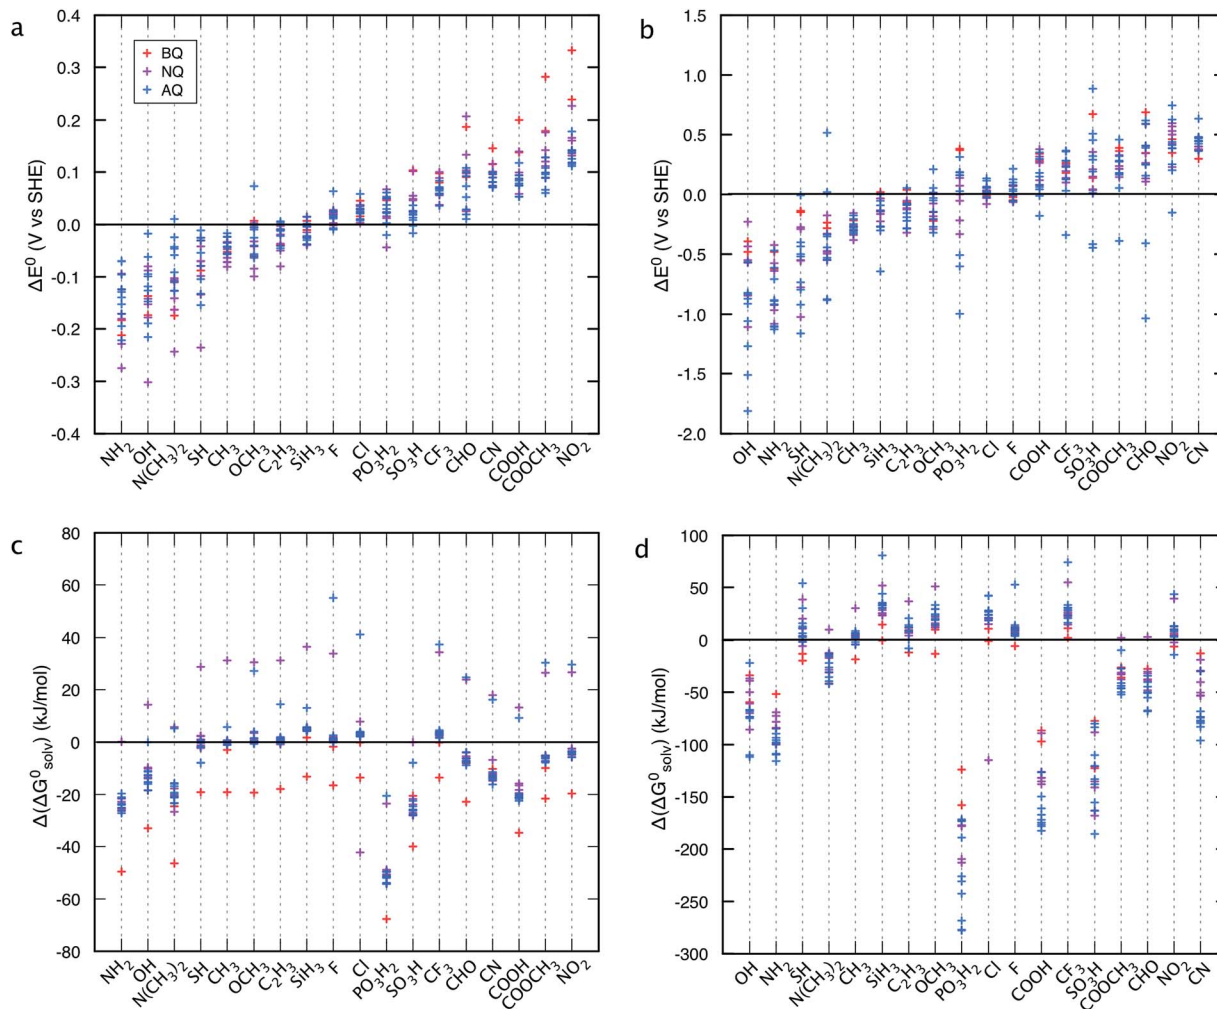 a
ΔE⁰ (V vs SHE)
0.4
0.3
0.2
0.1
0.0
-0.1
-0.2
-0.3
-0.4
BQ
NQ
AQ
NH₂
OH
N(CH₃)₂
SH
CH₃
OCH₃
C₂H₃
SiH₃
F
Cl
PO₃H₂
SO₃H
CF₃
CHO
CN
COOH
COOCH₃
NO₂
b
ΔE⁰ (V vs SHE)
1.5
1.0
0.5
0.0
-0.5
-1.0
-1.5
-2.0
OH
NH₂
SH
N(CH₃)₂
CH₃
SiH₃
C₂H₃
OCH₃
PO₃H₂
Cl
F
COOH
CF₃
SO₃H
COOCH₃
CHO
NO₂
CN
c
Δ(ΔG⁰solv) (kJ/mol)
80
60
40
20
0
-20
-40
-60
-80
NH₂
OH
N(CH₃)₂
SH
CH₃
OCH₃
C₂H₃
SiH₃
F
Cl
PO₃H₂
SO₃H
CF₃
CHO
CN
COOH
COOCH₃
NO₂
d
Δ(ΔG⁰solv) (kJ/mol)
100
50
0
-50
-100
-150
-200
-250
-300
OH
NH₂
SH
N(CH₃)₂
CH₃
SiH₃
C₂H₃
OCH₃
PO₃H₂
Cl
F
COOH
CF₃
SO₃H
COOCH₃
CHO
NO₂
CN